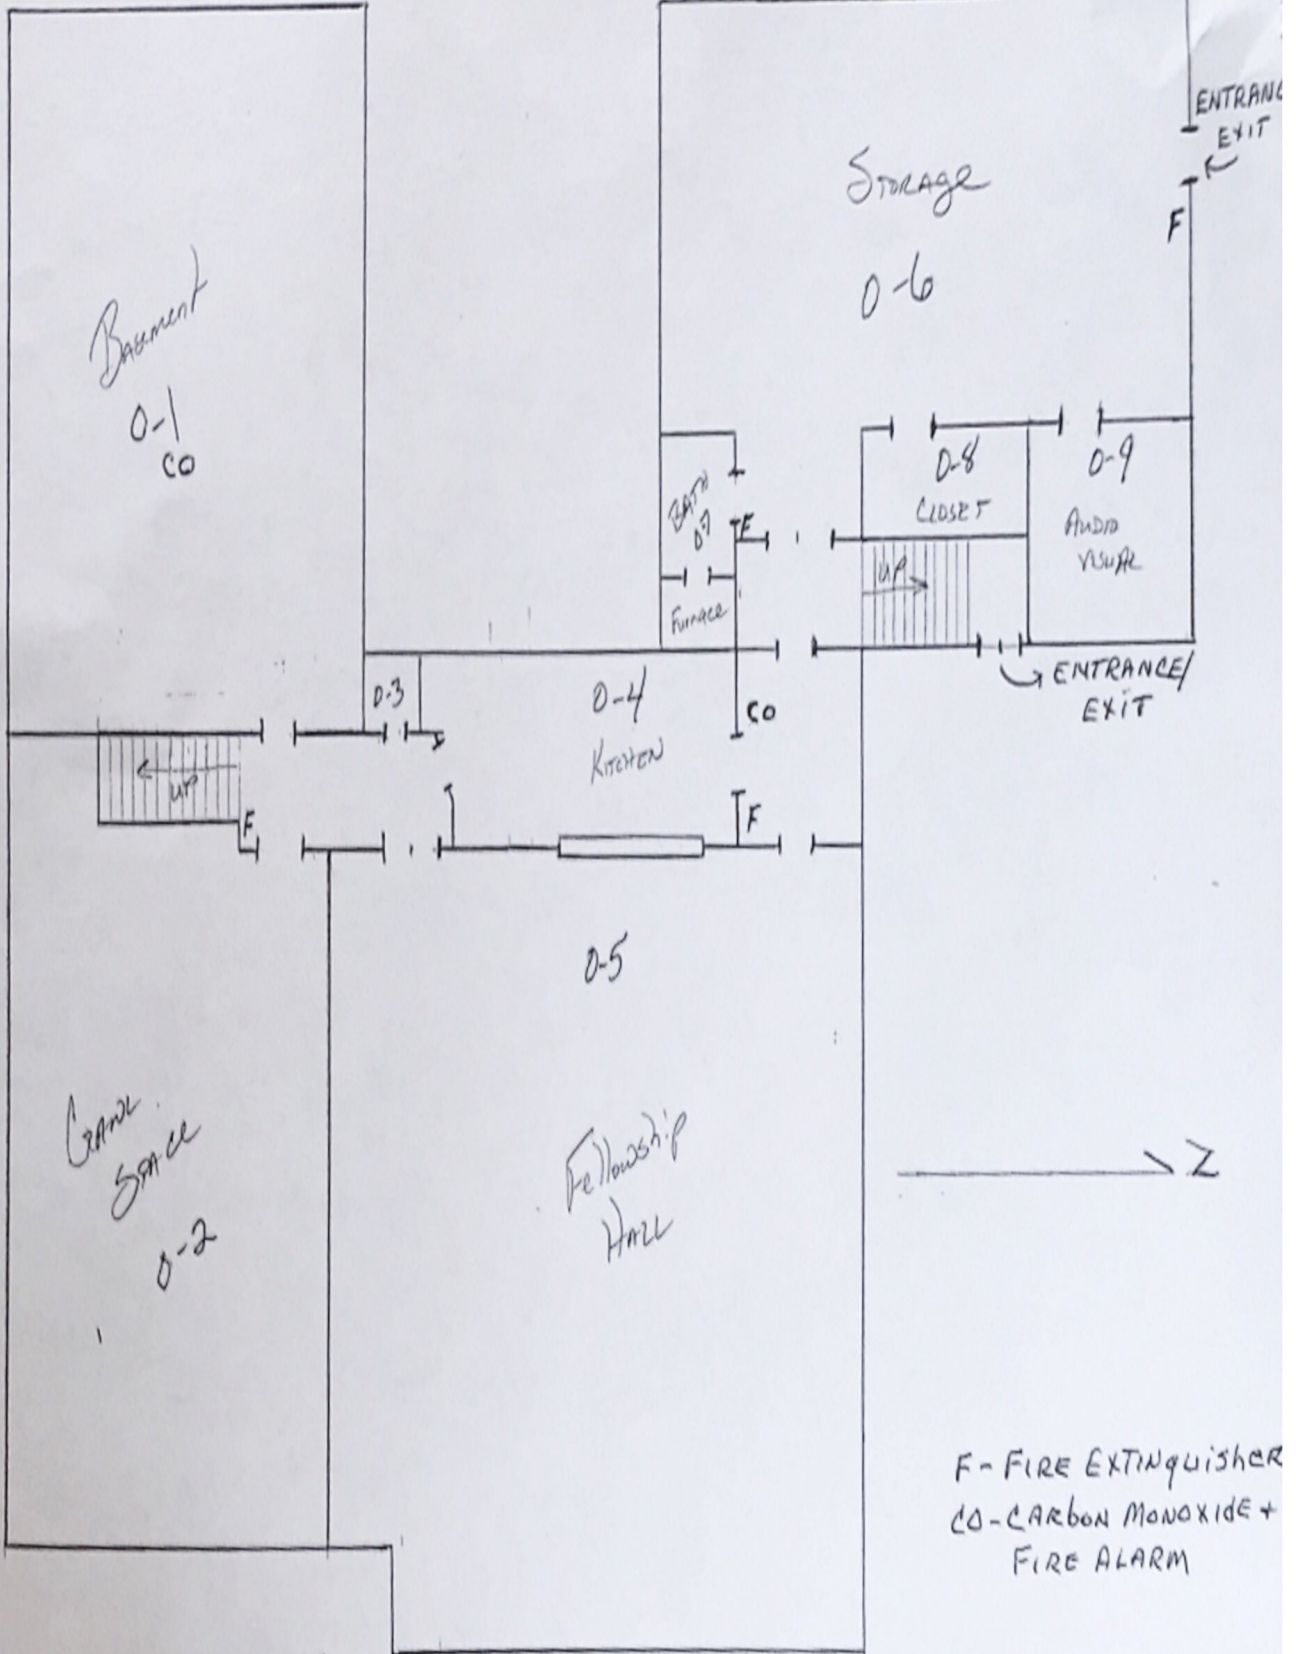 ENTRANC
EXIT
STORAGE
0-6
F
BASEMENT
0-1
CO
0-8
CLOSET
0-9
AUDIO
VISUAL
BATH
0-7
F
UP
FURNACE
ENTRANCE/
EXIT
0-3
0-4
KITCHEN
CO
UP
F
F
0-5
Fellowship
HALL
CRAWL
SPACE
0-2
N
F - FIRE EXTINguisheR
CO - CARbON MONOXIdE +
FIRE ALARM